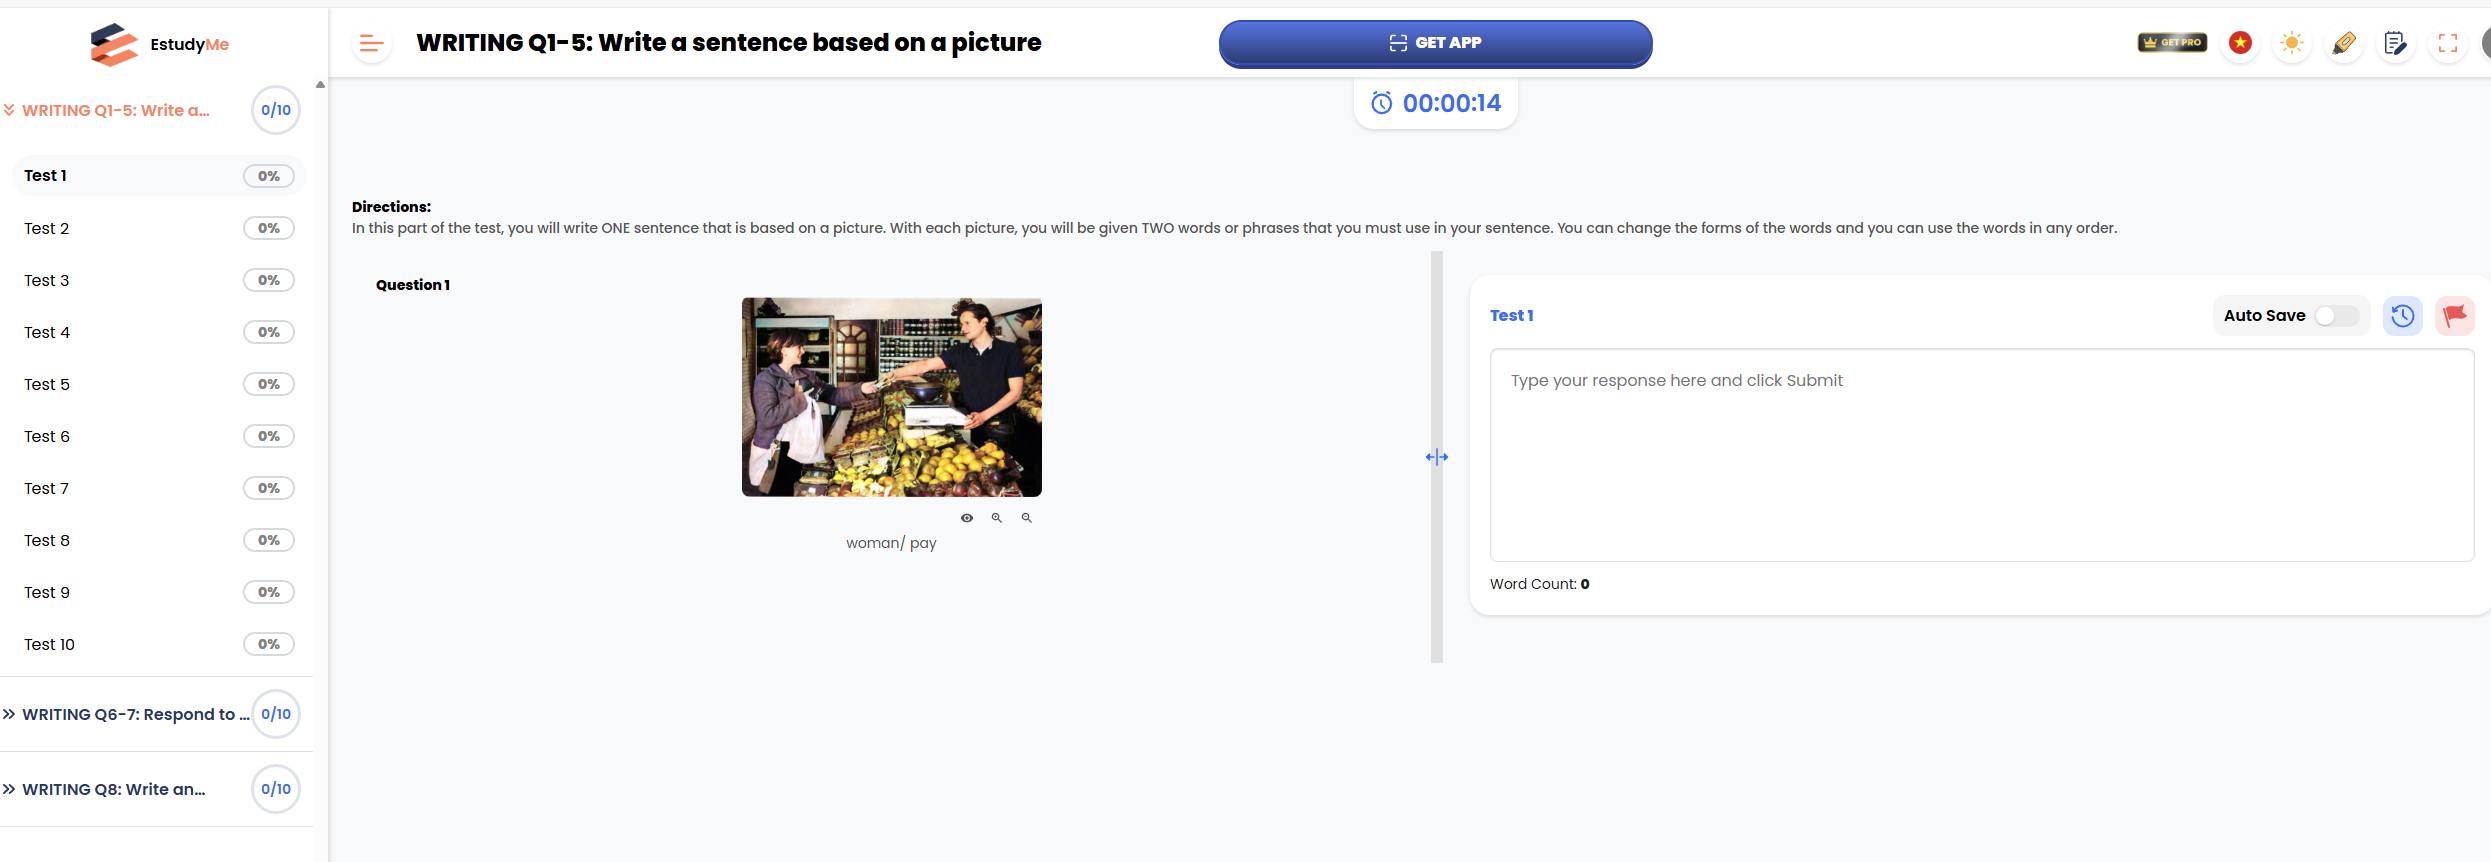 EstudyMe
WRITING Q1-5: Write a sentence based on a picture
GET APP
GET PRO
00:00:14
WRITING Q1-5: Write a...
0/10
Test 1
0%
Test 2
0%
Test 3
0%
Test 4
0%
Test 5
0%
Test 6
0%
Test 7
0%
Test 8
0%
Test 9
0%
Test 10
0%
WRITING Q6-7: Respond to ...
0/10
WRITING Q8: Write an...
0/10
Directions:
In this part of the test, you will write ONE sentence that is based on a picture. With each picture, you will be given TWO words or phrases that you must use in your sentence. You can change the forms of the words and you can use the words in any order.
Question 1
woman/ pay
Test 1
Auto Save
Type your response here and click Submit
Word Count: 0